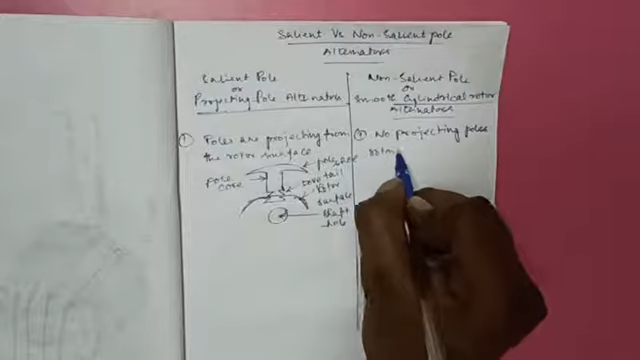 Salient Vs Non-Salient pole
Alternators
Salient Pole
or
Projecting Pole Alternator
① Poles are projecting from
the rotor surface
pole shoe
pole
core
dove tail
rotor
surface
shaft
hole
Non-Salient Pole
or
Smooth Cylindrical rotor
Alternators
① No projecting poles